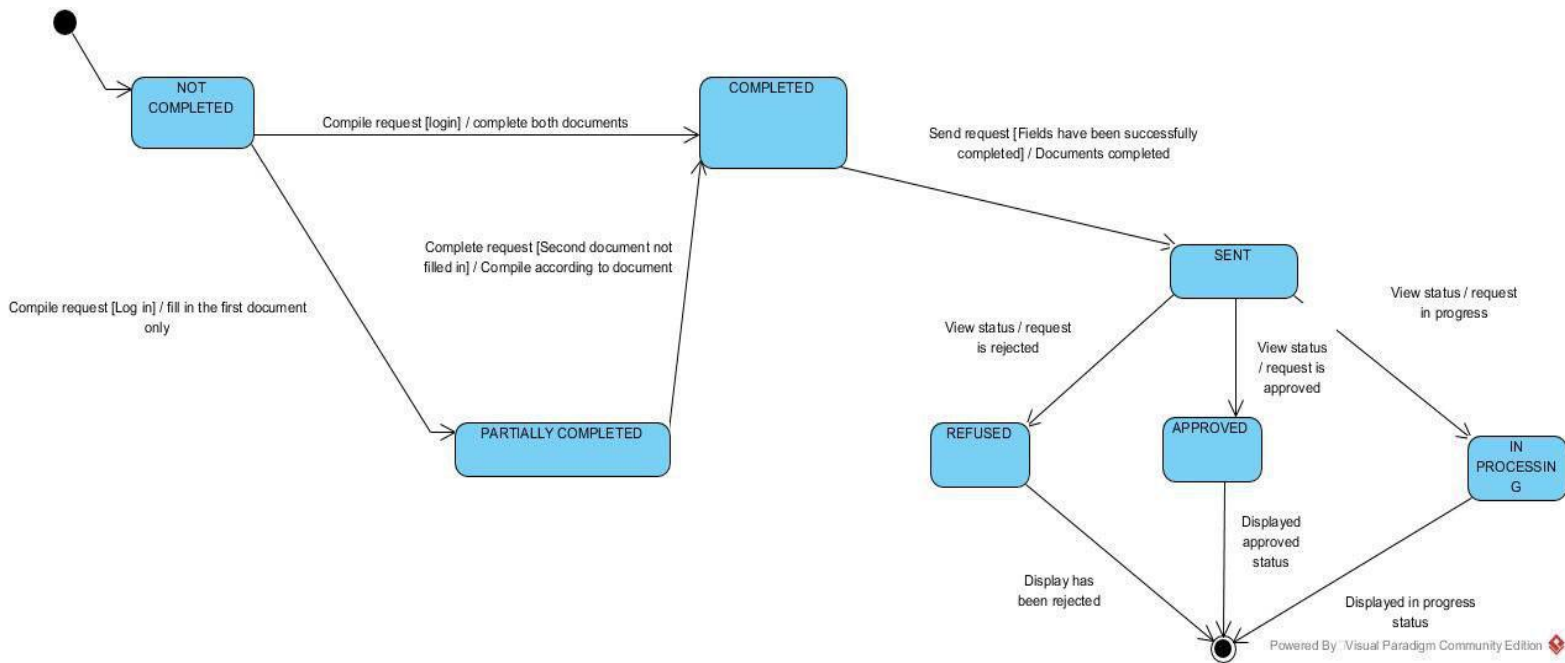 NOT
COMPLETED
COMPLETED
Compile request [login] / complete both documents
Send request [Fields have been successfully
completed] / Documents completed
Complete request [Second document not
filled in] / Compile according to document
SENT
Compile request [Log in] / fill in the first document
only
View status / request
in progress
View status / request
is rejected
View status
/ request is
approved
PARTIALLY COMPLETED
REFUSED
APPROVED
IN
PROCESSIN
G
Displayed
approved
status
Display has
been rejected
Displayed in progress
status
Powered By Visual Paradigm Community Edition